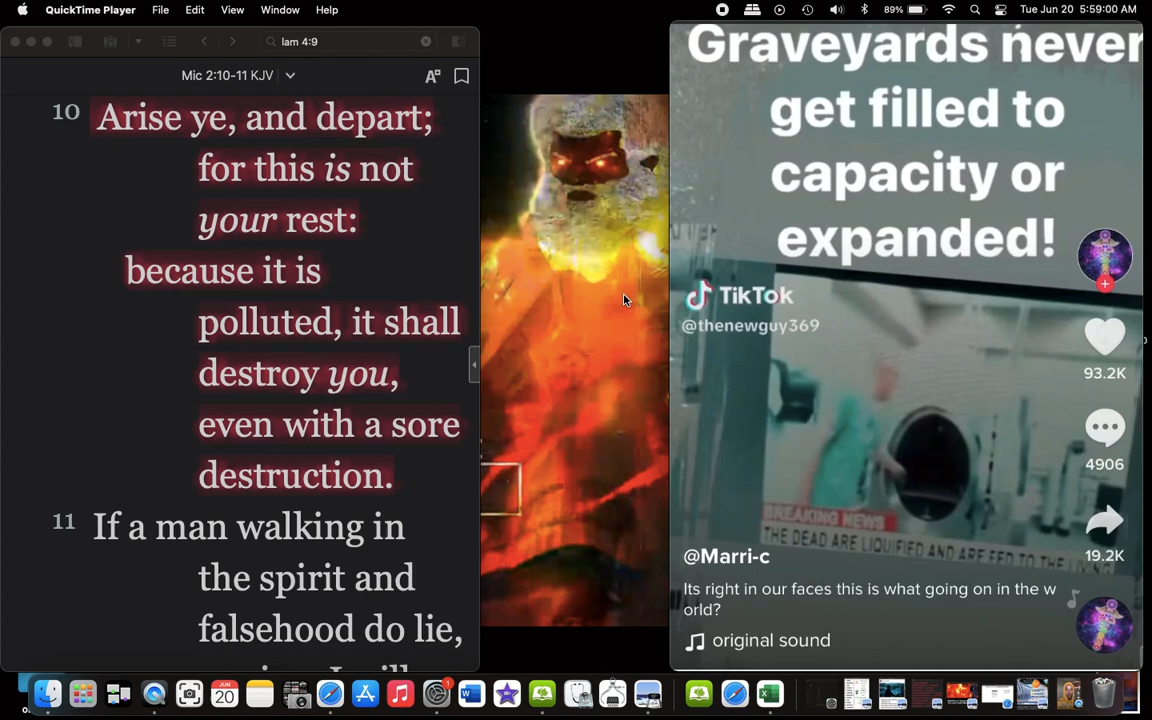 QuickTime Player File Edit View Window Help
89% Tue Jun 20 5:59:00 AM
lam 4:9
Mic 2:10-11 KJV
10 Arise ye, and depart;
for this is not
your rest:
because it is
polluted, it shall
destroy you,
even with a sore
destruction.
11 If a man walking in
the spirit and
falsehood do lie,
Graveyards never
get filled to
capacity or
expanded!
TikTok
@thenewguy369
93.2K
4906
19.2K
BREAKING NEWS
THE DEAD ARE LIQUIFIED AND ARE FED TO THE LIVING
@Marri-c
Its right in our faces this is what going on in the w
orld?
original sound
JUN
20
1